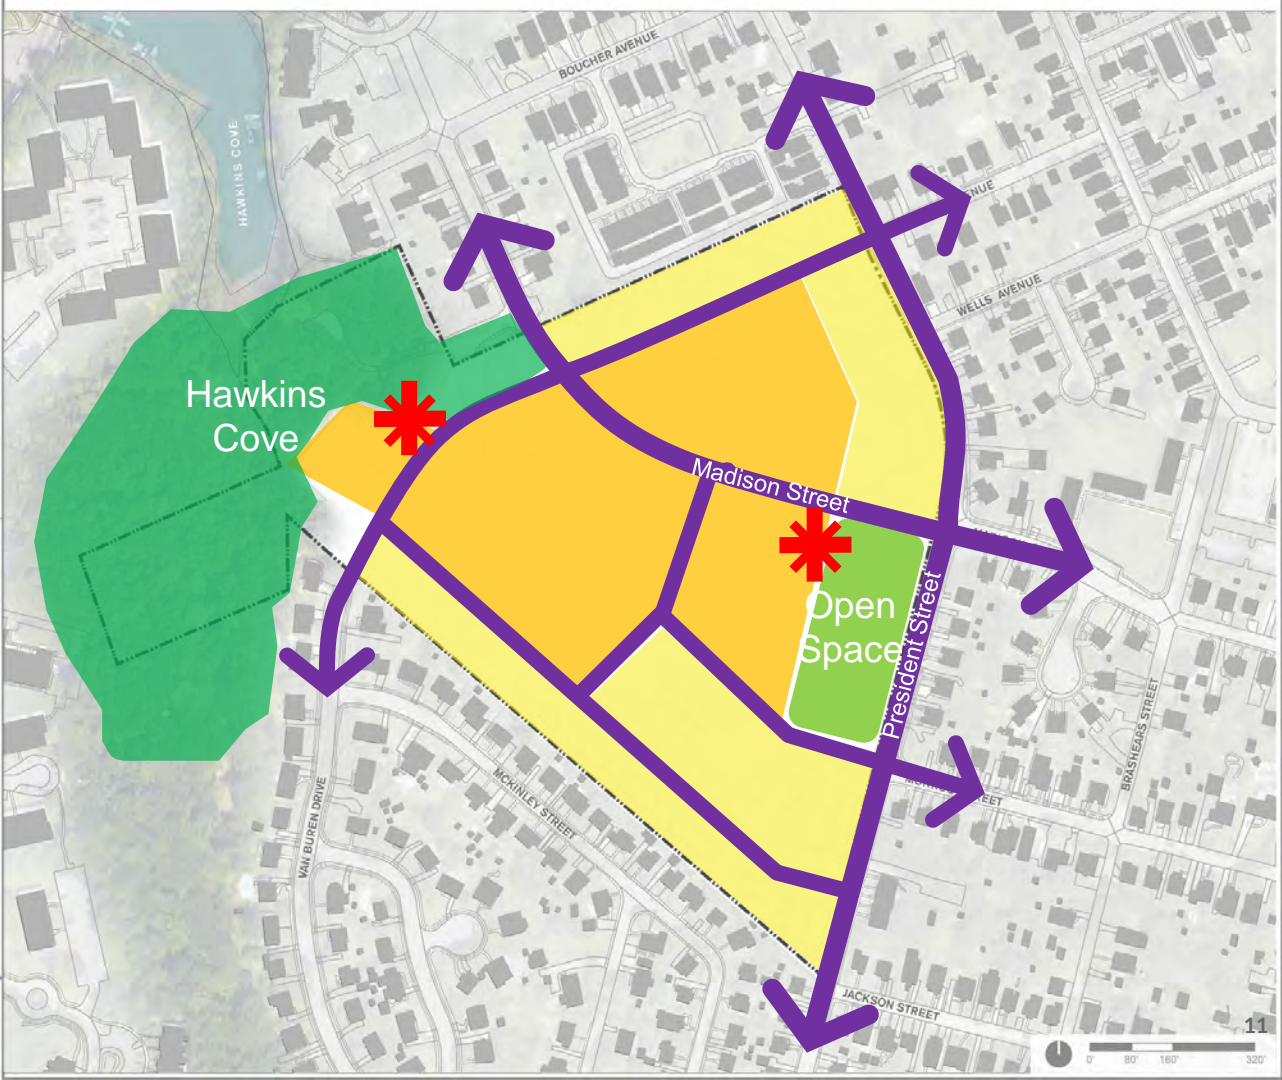 BOUCHER AVENUE
HAWKINS COVE
ENUE
WELLS AVENUE
Hawkins
Cove
Madison Street
Open
Space
President Street
BRASHEARS STREET
MCKINLEY STREET
VAN BUREN DRIVE
JACKSON STREET
11
0'
80'
160'
320'